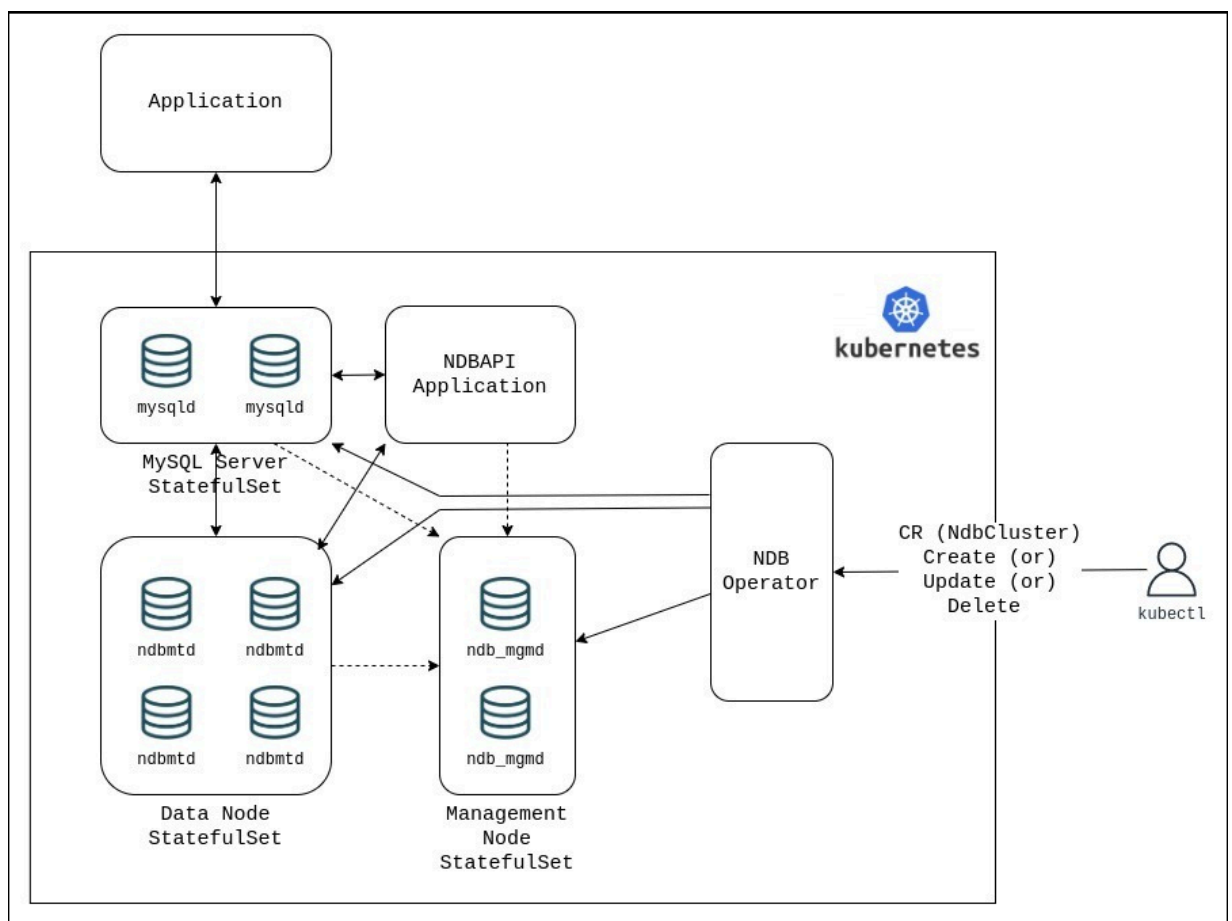 Application
kubernetes
mysqld
mysqld
MySQL Server
StatefulSet
NDBAPI
Application
NDB
Operator
CR (NdbCluster)
Create (or)
Update (or)
Delete
kubectl
ndbmtd
ndbmtd
ndbmtd
ndbmtd
Data Node
StatefulSet
ndb_mgmd
ndb_mgmd
Management
Node
StatefulSet